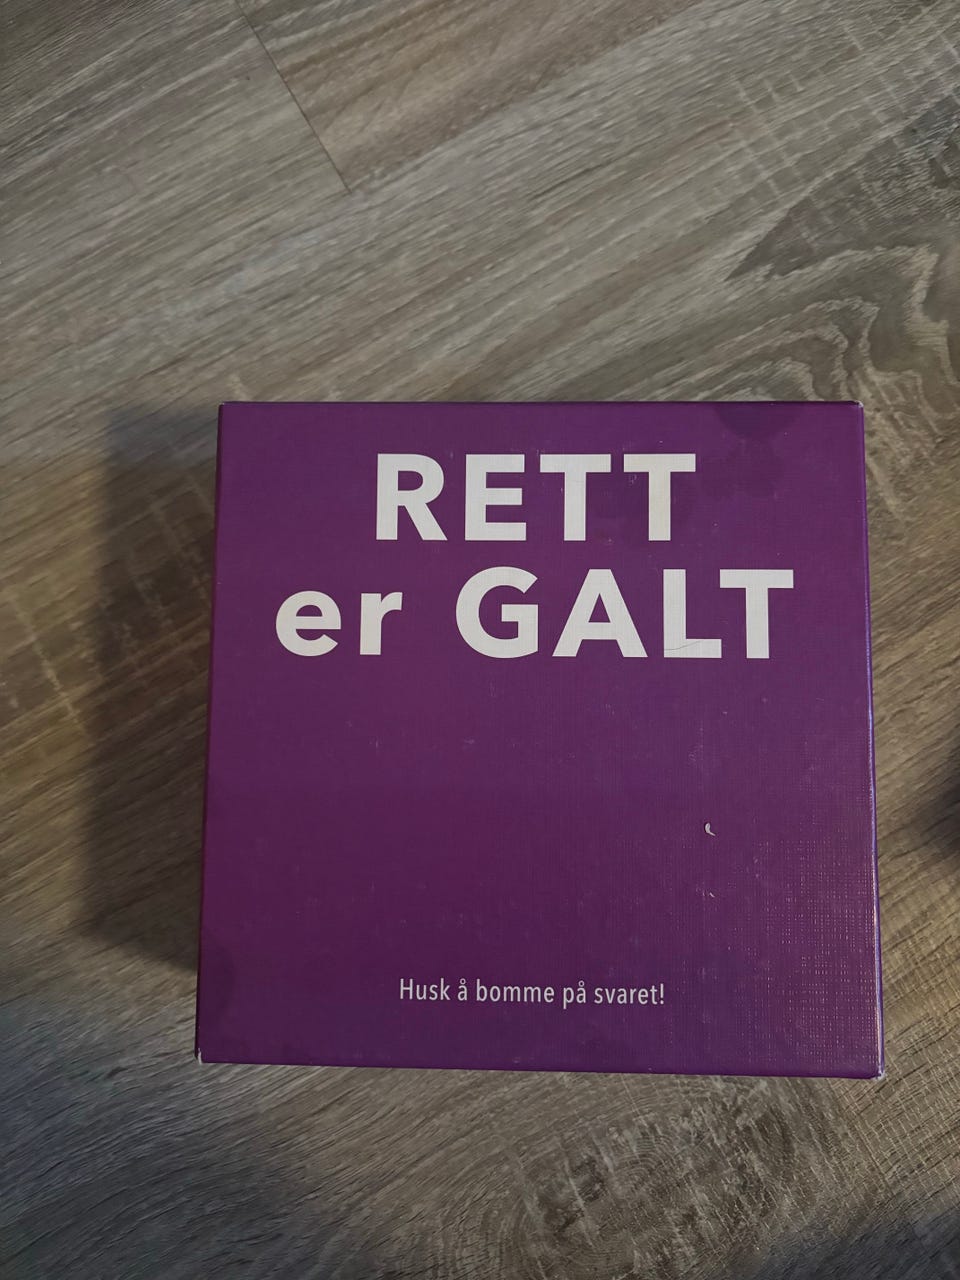 RETT
er GALT
Husk å bomme på svaret!